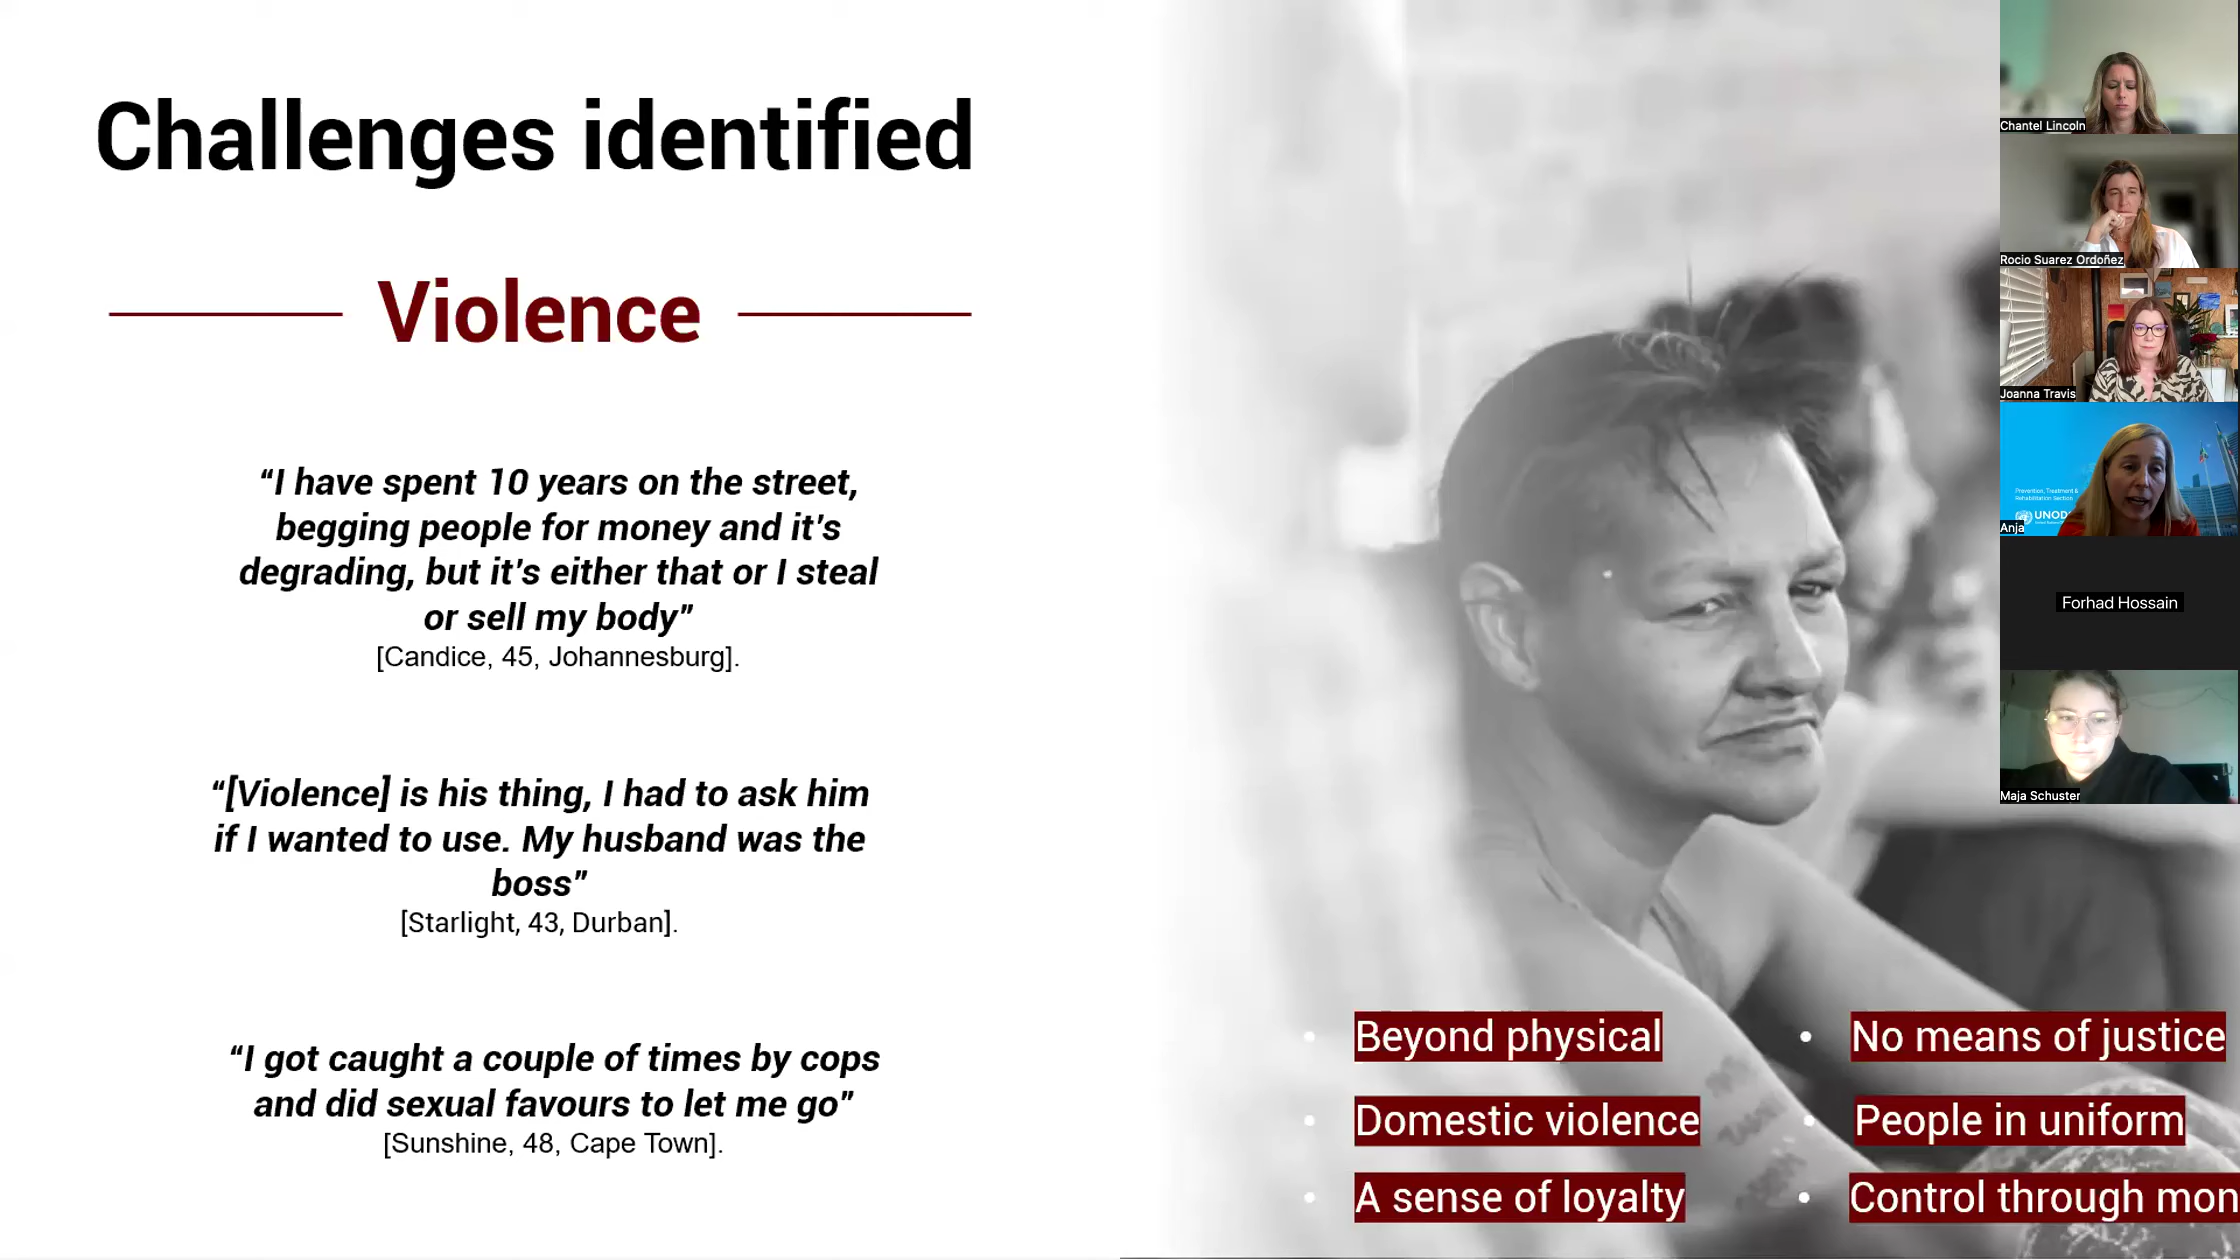 Challenges identified
Violence
“I have spent 10 years on the street,
begging people for money and it’s
degrading, but it’s either that or I steal
or sell my body”
[Candice, 45, Johannesburg].
“[Violence] is his thing, I had to ask him
if I wanted to use. My husband was the
boss”
[Starlight, 43, Durban].
“I got caught a couple of times by cops
and did sexual favours to let me go”
[Sunshine, 48, Cape Town].
• Beyond physical
• Domestic violence
• A sense of loyalty
• No means of justice
• People in uniform
• Control through mon
Chantel Lincoln
Rocio Suarez Ordoñez
Joanna Travis
Prevention, Treatment &
Rehabilitation Section
UNOD
Anja
Forhad Hossain
Maja Schuster